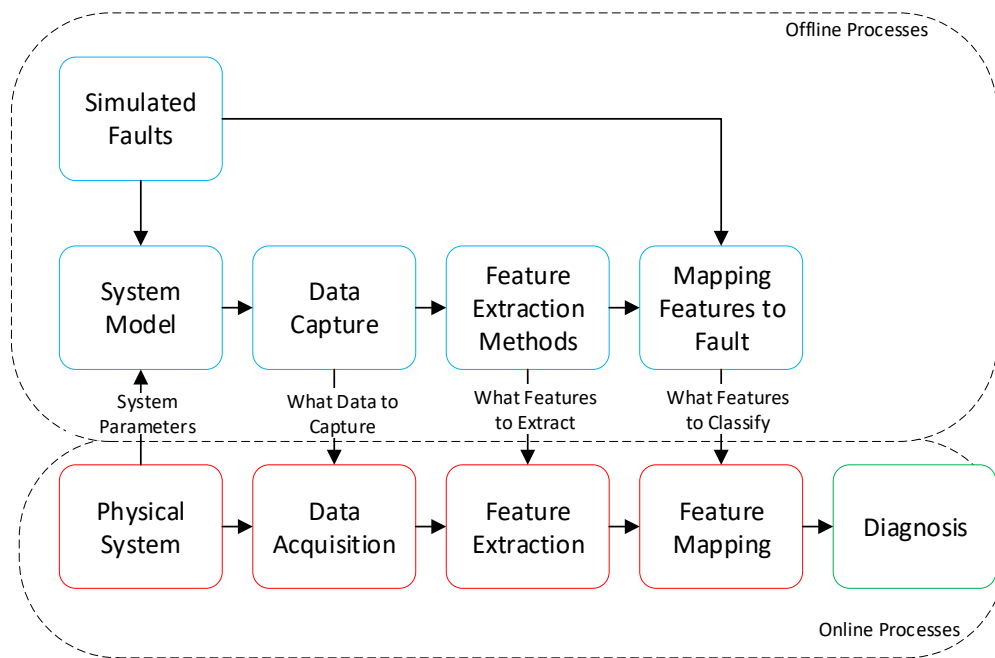 Offline Processes
Simulated
Faults
System
Model
Data
Capture
Feature
Extraction
Methods
Mapping
Features to
Fault
System
Parameters
What Data to
Capture
What Features
to Extract
What Features
to Classify
Physical
System
Data
Acquisition
Feature
Extraction
Feature
Mapping
Diagnosis
Online Processes